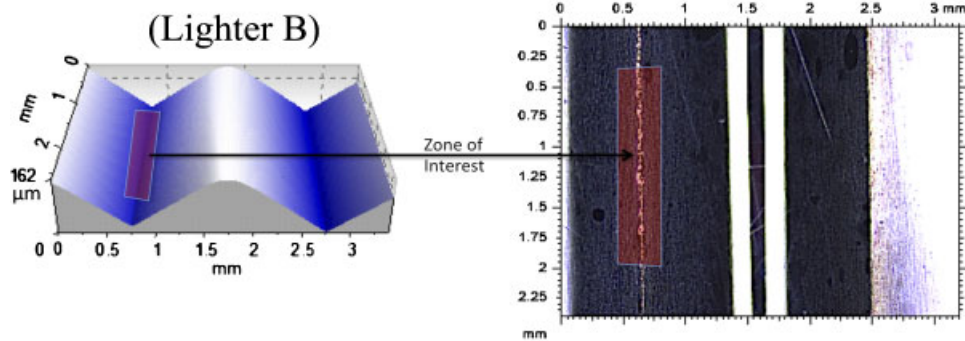 (Lighter B)
0
1
mm
2
162
µm
0
0 0.5 1 1.5 2 2.5 3
mm
Zone of
Interest
0 0.5 1 1.5 2 2.5 3 mm
0
0.25
0.5
0.75
1
1.25
1.5
1.75
2
2.25
mm